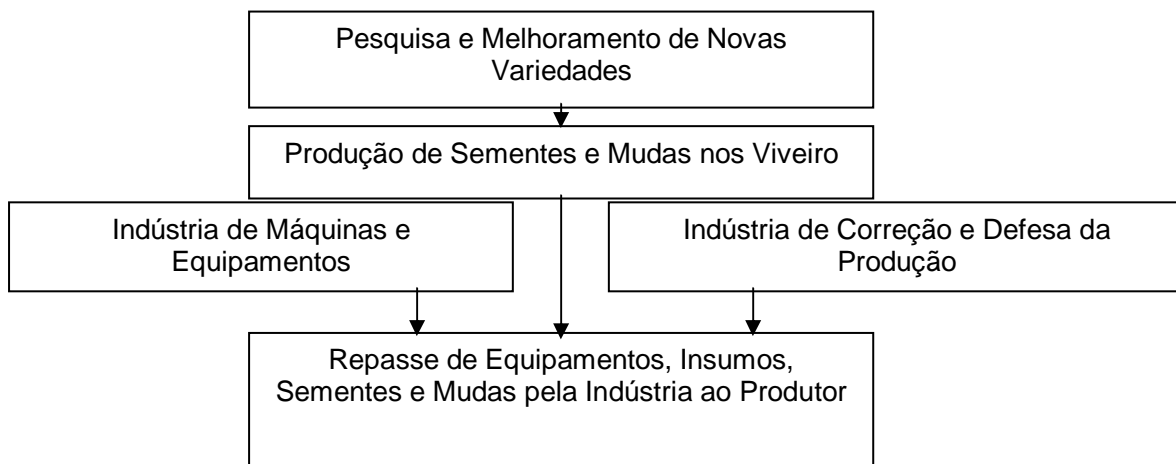 Pesquisa e Melhoramento de Novas
Variedades
Produção de Sementes e Mudas nos Viveiro
Indústria de Máquinas e
Equipamentos
Indústria de Correção e Defesa da
Produção
Repasse de Equipamentos, Insumos,
Sementes e Mudas pela Indústria ao Produtor